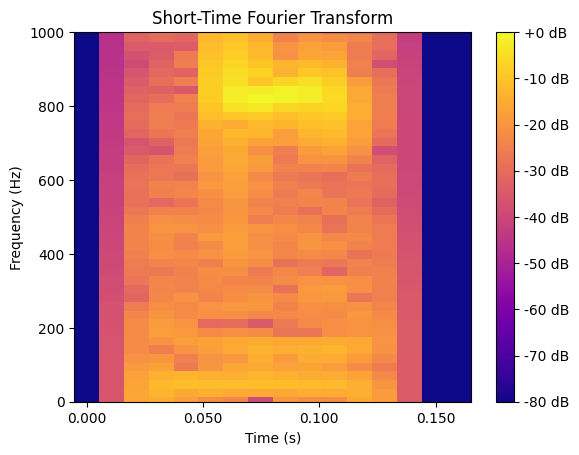 Short-Time Fourier Transform
Frequency (Hz)
1000
800
600
400
200
0
0.000
0.050
0.100
0.150
Time (s)
+0 dB
-10 dB
-20 dB
-30 dB
-40 dB
-50 dB
-60 dB
-70 dB
-80 dB